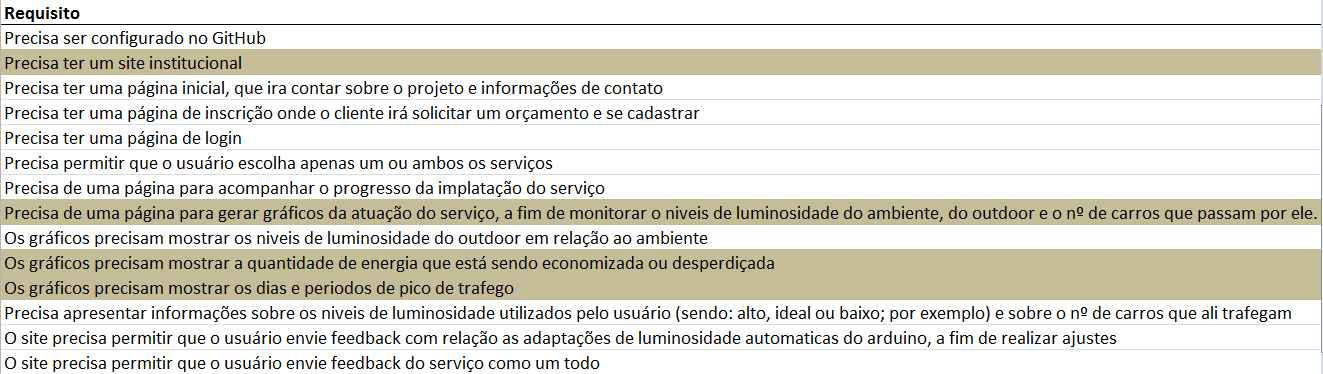 Requisito
Precisa ser configurado no GitHub
Precisa ter um site institucional
Precisa ter uma página inicial, que ira contar sobre o projeto e informações de contato
Precisa ter uma página de inscrição onde o cliente irá solicitar um orçamento e se cadastrar
Precisa ter uma página de login
Precisa permitir que o usuário escolha apenas um ou ambos os serviços
Precisa de uma página para acompanhar o progresso da implatação do serviço
Precisa de uma página para gerar gráficos da atuação do serviço, a fim de monitorar o niveis de luminosidade do ambiente, do outdoor e o nº de carros que passam por ele.
Os gráficos precisam mostrar os niveis de luminosidade do outdoor em relação ao ambiente
Os gráficos precisam mostrar a quantidade de energia que está sendo economizada ou desperdiçada
Os gráficos precisam mostrar os dias e periodos de pico de trafego
Precisa apresentar informações sobre os niveis de luminosidade utilizados pelo usuário (sendo: alto, ideal ou baixo; por exemplo) e sobre o nº de carros que ali trafegam
O site precisa permitir que o usuário envie feedback com relação as adaptações de luminosidade automaticas do arduino, a fim de realizar ajustes
O site precisa permitir que o usuário envie feedback do serviço como um todo